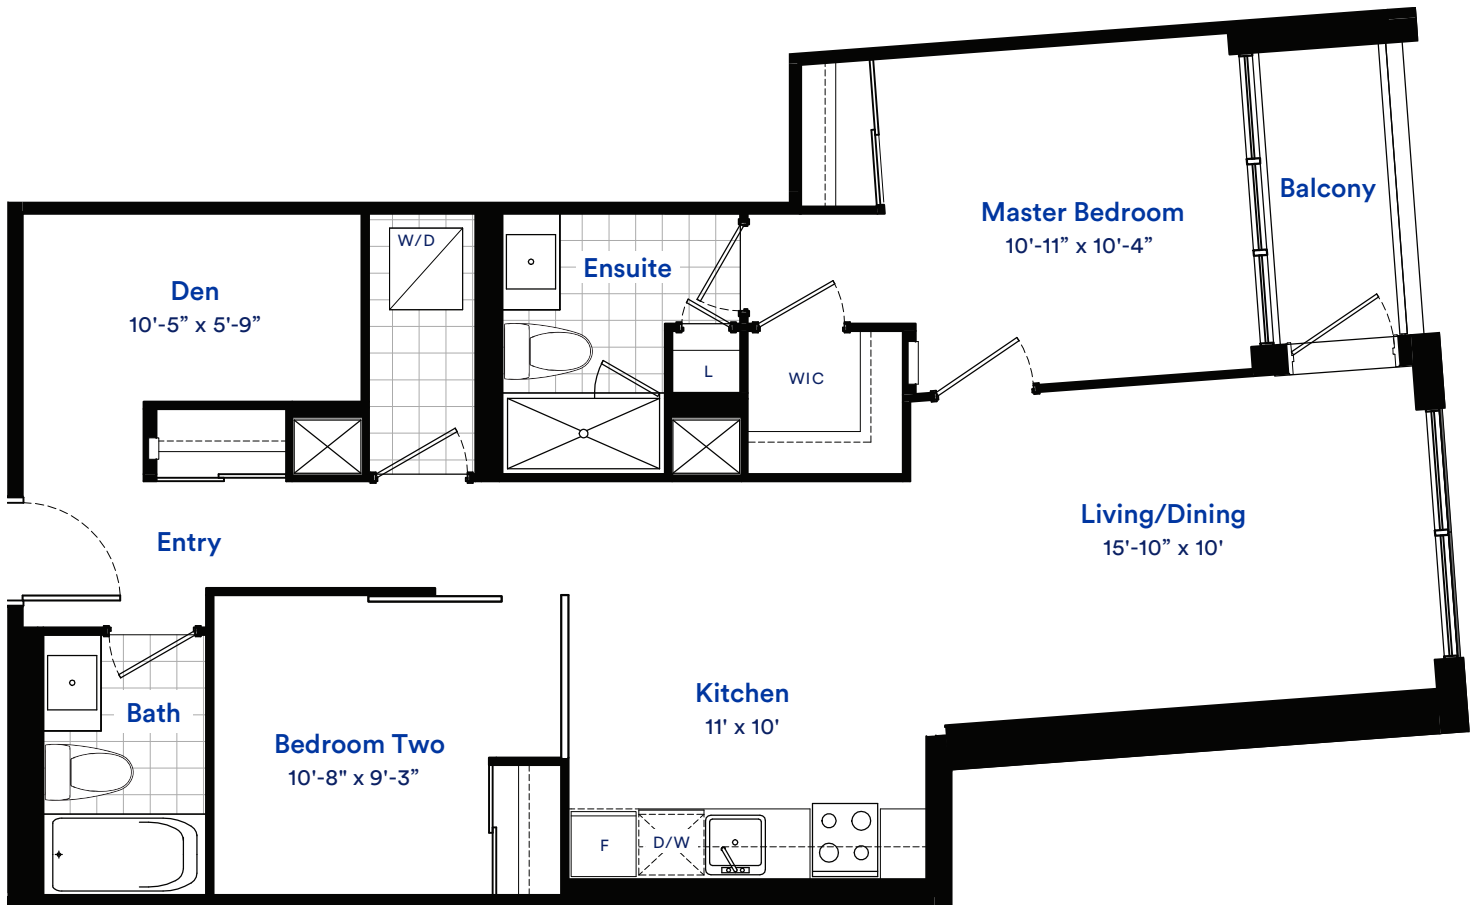 Balcony
Master Bedroom
10'-11” x 10'-4”
W/D
Ensuite
Den
10'-5” x 5'-9”
L
WIC
Entry
Living/Dining
15'-10” x 10'
Kitchen
11' x 10'
Bath
Bedroom Two
10'-8" x 9'-3”
F
D/W